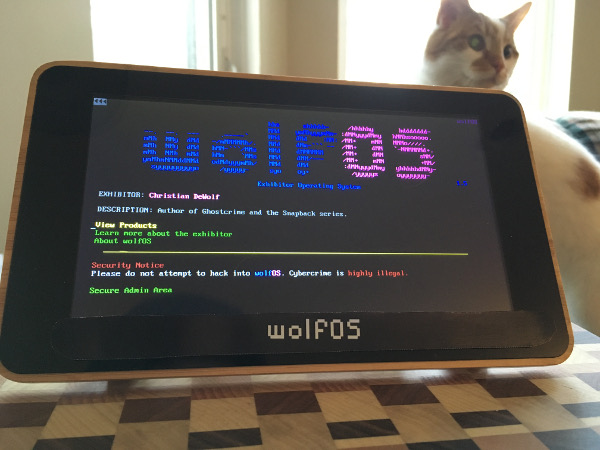 wolfOS
Exhibitor Operating System
EXHIBITOR: Christian DeWolf
DESCRIPTION: Author of Ghostcrime and the Snapback series.
View Products
Learn more about the exhibitor
About wolfOS
Security Notice
Please do not attempt to hack into wolfOS. Cybercrime is highly illegal.
Secure Admin Area
wolfOS